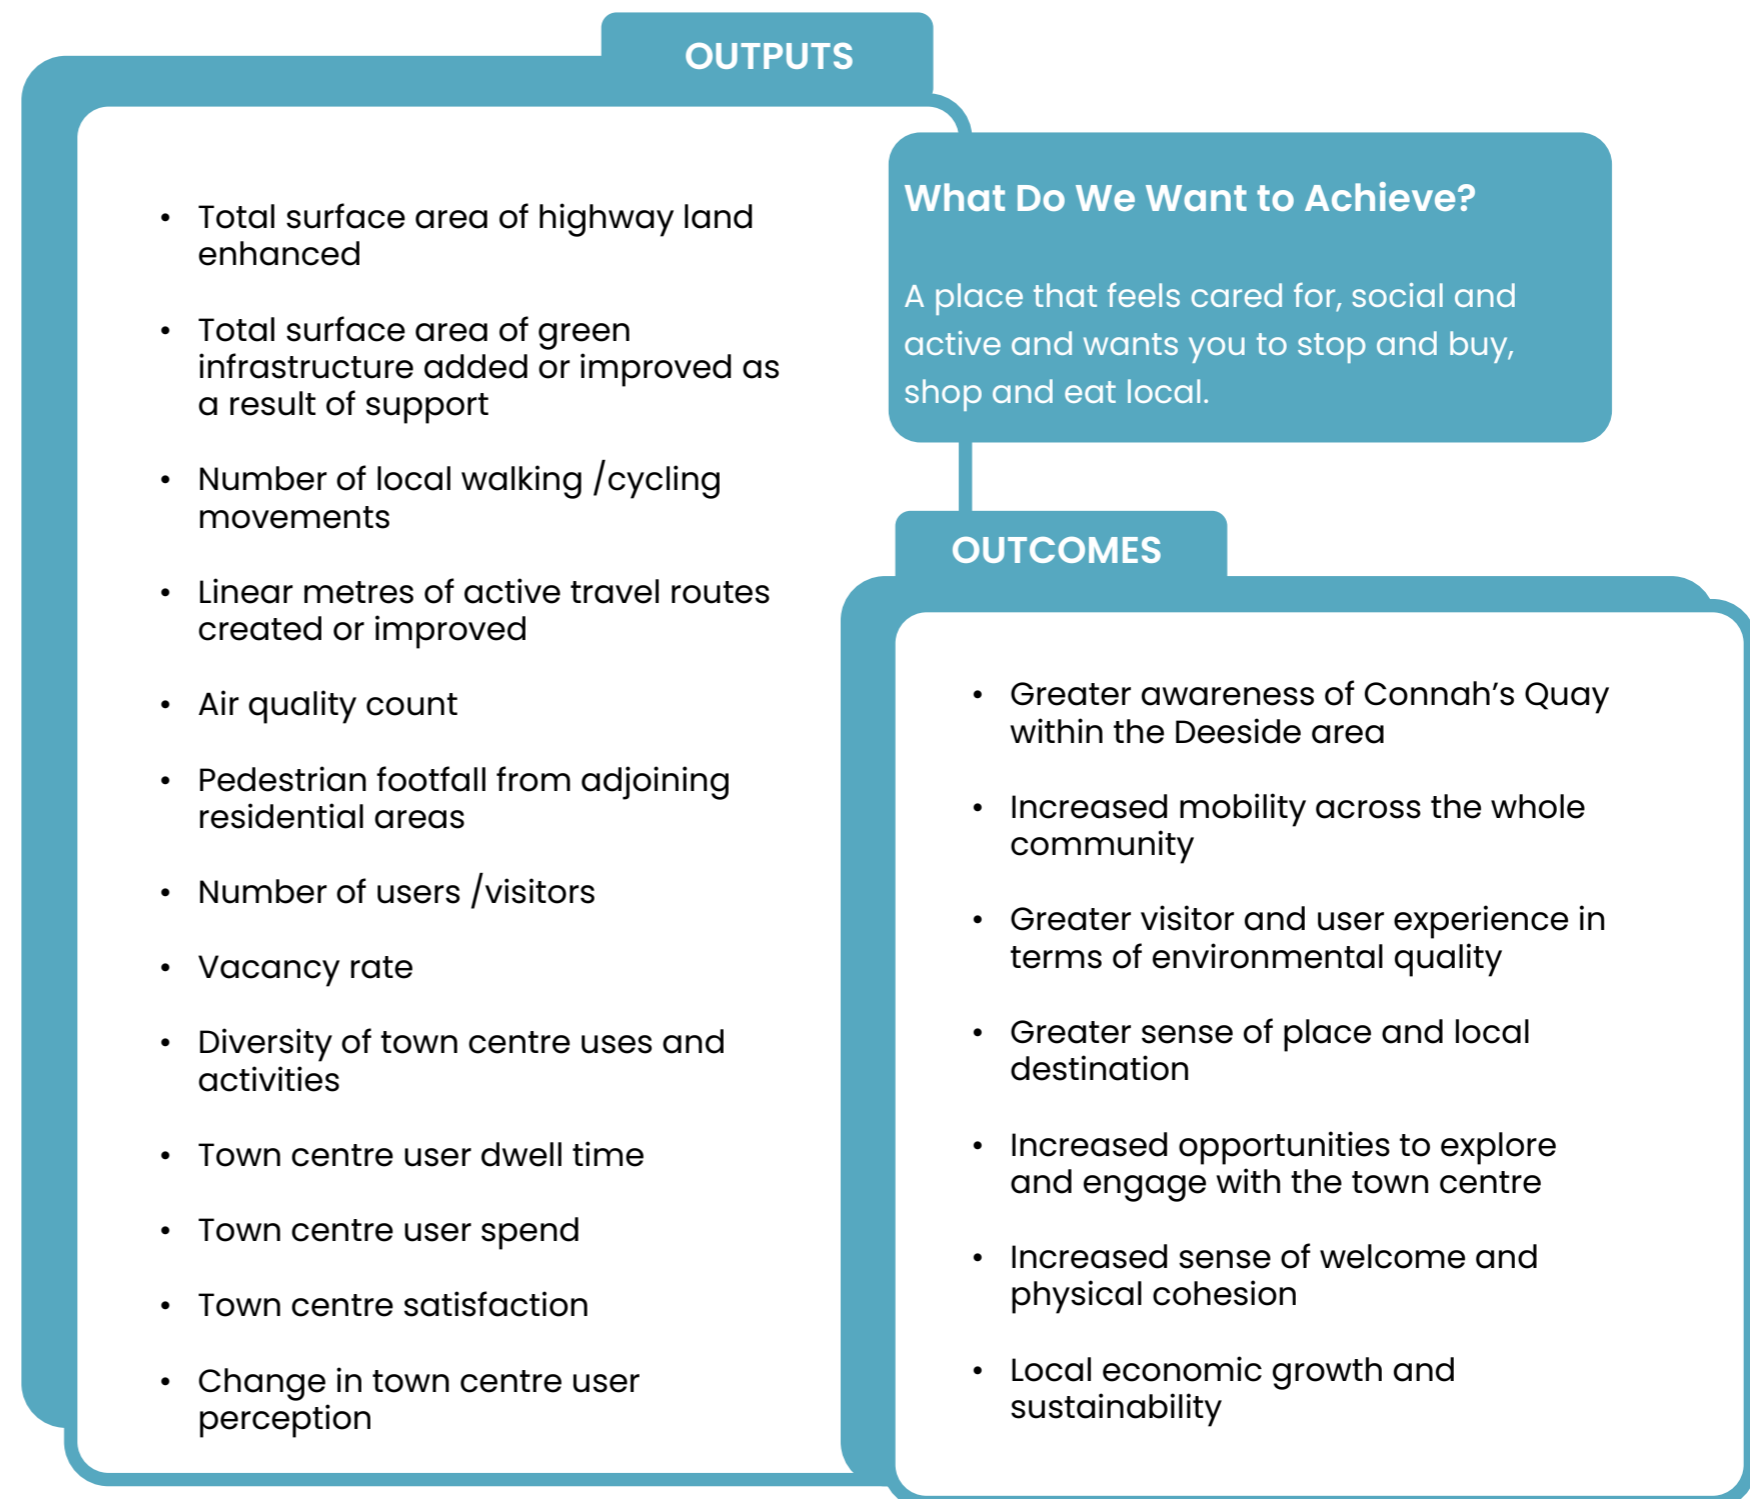 OUTPUTS
• Total surface area of highway land
enhanced
• Total surface area of green
infrastructure added or improved as
a result of support
• Number of local walking /cycling
movements
• Linear metres of active travel routes
created or improved
• Air quality count
• Pedestrian footfall from adjoining
residential areas
• Number of users /visitors
• Vacancy rate
• Diversity of town centre uses and
activities
• Town centre user dwell time
• Town centre user spend
• Town centre satisfaction
• Change in town centre user
perception
What Do We Want to Achieve?
A place that feels cared for, social and
active and wants you to stop and buy,
shop and eat local.
OUTCOMES
• Greater awareness of Connah’s Quay
within the Deeside area
• Increased mobility across the whole
community
• Greater visitor and user experience in
terms of environmental quality
• Greater sense of place and local
destination
• Increased opportunities to explore
and engage with the town centre
• Increased sense of welcome and
physical cohesion
• Local economic growth and
sustainability